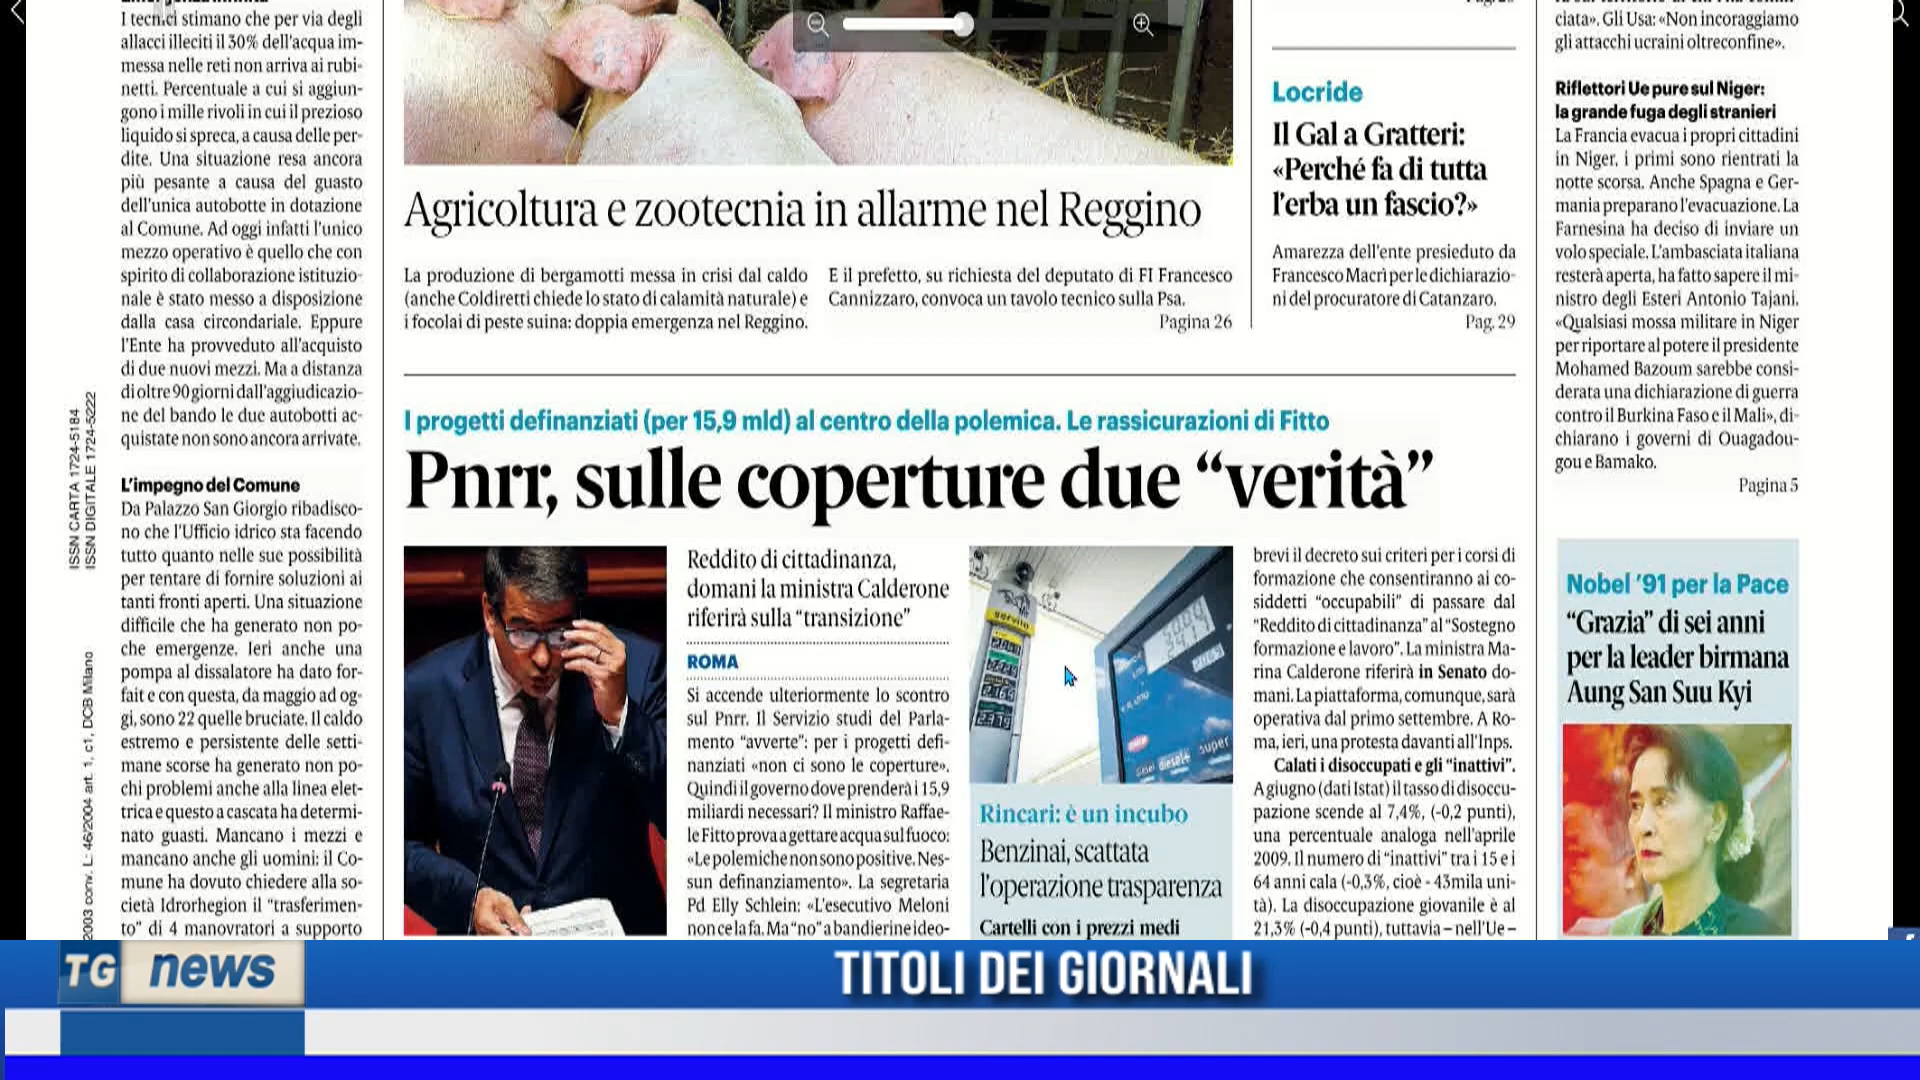 I tecnici stimano che per via degli
allacci illeciti il 30% dell'acqua im-
messa nelle reti non arriva ai rubi-
netti. Percentuale a cui si aggiun-
gono i mille rivoli in cui il prezioso
liquido si spreca, a causa delle per-
dite. Una situazione resa ancora
più pesante a causa del guasto
dell'unica autobotte in dotazione
al Comune. Ad oggi infatti l'unico
mezzo operativo è quello che con
spirito di collaborazione istituzio-
nale è stato messo a disposizione
dalla casa circondariale. Eppure
l'Ente ha provveduto all'acquisto
di due nuovi mezzi. Ma a distanza
di oltre 90 giorni dall'aggiudicazio-
ne del bando le due autobotti ac-
quistate non sono ancora arrivate.
L'impegno del Comune
Da Palazzo San Giorgio ribadisco-
no che l'Ufficio idrico sta facendo
tutto quanto nelle sue possibilità
per tentare di fornire soluzioni ai
tanti fronti aperti. Una situazione
difficile che ha generato non po-
che emergenze. Ieri anche una
pompa al dissalatore ha dato for-
fait e con questa, da maggio ad og-
gi, sono 22 quelle bruciate. Il caldo
estremo e persistente delle setti-
mane scorse ha generato non po-
chi problemi anche alla linea elet-
trica e questo a cascata ha determi-
nato guasti. Mancano i mezzi e
mancano anche gli uomini: il Co-
mune ha dovuto chiedere alla so-
cietà Idrorhegion il "trasferimen-
to" di 4 manovratori a supporto
ISSN CARTA 1724-5184
ISSN DIGITALE 1724-5222
2003 conv. L: 46/2004 art. 1, c1, DCB Milano
Agricoltura e zootecnia in allarme nel Reggino
La produzione di bergamotti messa in crisi dal caldo
(anche Coldiretti chiede lo stato di calamità naturale) e
i focolai di peste suina: doppia emergenza nel Reggino.
E il prefetto, su richiesta del deputato di FI Francesco
Cannizzaro, convoca un tavolo tecnico sulla Psa.
Pagina 26
Locride
Il Gal a Gratteri:
«Perché fa di tutta
l'erba un fascio?»
Amarezza dell'ente presieduto da
Francesco Macrì per le dichiarazio-
ni del procuratore di Catanzaro.
Pag. 29
I progetti definanziati (per 15,9 mld) al centro della polemica. Le rassicurazioni di Fitto
Pnrr, sulle coperture due "verità"
Reddito di cittadinanza,
domani la ministra Calderone
riferirà sulla "transizione"
ROMA
Si accende ulteriormente lo scontro
sul Pnrr. Il Servizio studi del Parla-
mento "avverte": per i progetti defi-
nanziati «non ci sono le coperture».
Quindi il governo dove prenderà i 15,9
miliardi necessari? Il ministro Raffae-
le Fitto prova a gettare acqua sul fuoco:
«Le polemiche non sono positive. Nes-
sun definanziamento». La segretaria
Pd Elly Schlein: «L'esecutivo Meloni
non ce la fa. Ma "no" a bandierine ideo-
servito
diesel+
super
Rincari: è un incubo
Benzinai, scattata
l'operazione trasparenza
Cartelli con i prezzi medi
brevi il decreto sui criteri per i corsi di
formazione che consentiranno ai co-
siddetti "occupabili" di passare dal
"Reddito di cittadinanza" al "Sostegno
formazione e lavoro". La ministra Ma-
rina Calderone riferirà in Senato do-
mani. La piattaforma, comunque, sarà
operativa dal primo settembre. A Ro-
ma, ieri, una protesta davanti all'Inps.
Calati i disoccupati e gli "inattivi".
A giugno (dati Istat) il tasso di disoccu-
pazione scende al 7,4%, (-0,2 punti),
una percentuale analoga nell'aprile
2009. Il numero di "inattivi" tra i 15 e i
64 anni cala (-0,3%, cioè - 43mila uni-
tà). La disoccupazione giovanile è al
21,3% (-0,4 punti), tuttavia – nell'Ue –
ciata». Gli Usa: «Non incoraggiamo
gli attacchi ucraini oltreconfine».
Riflettori Ue pure sul Niger:
la grande fuga degli stranieri
La Francia evacua i propri cittadini
in Niger, i primi sono rientrati la
notte scorsa. Anche Spagna e Ger-
mania preparano l'evacuazione. La
Farnesina ha deciso di inviare un
volo speciale. L'ambasciata italiana
resterà aperta, ha fatto sapere il mi-
nistro degli Esteri Antonio Tajani.
«Qualsiasi mossa militare in Niger
per riportare al potere il presidente
Mohamed Bazoum sarebbe consi-
derata una dichiarazione di guerra
contro il Burkina Faso e il Mali», di-
chiarano i governi di Ouagadou-
gou e Bamako.
Pagina 5
Nobel '91 per la Pace
"Grazia" di sei anni
per la leader birmana
Aung San Suu Kyi
TG news
TITOLI DEI GIORNALI